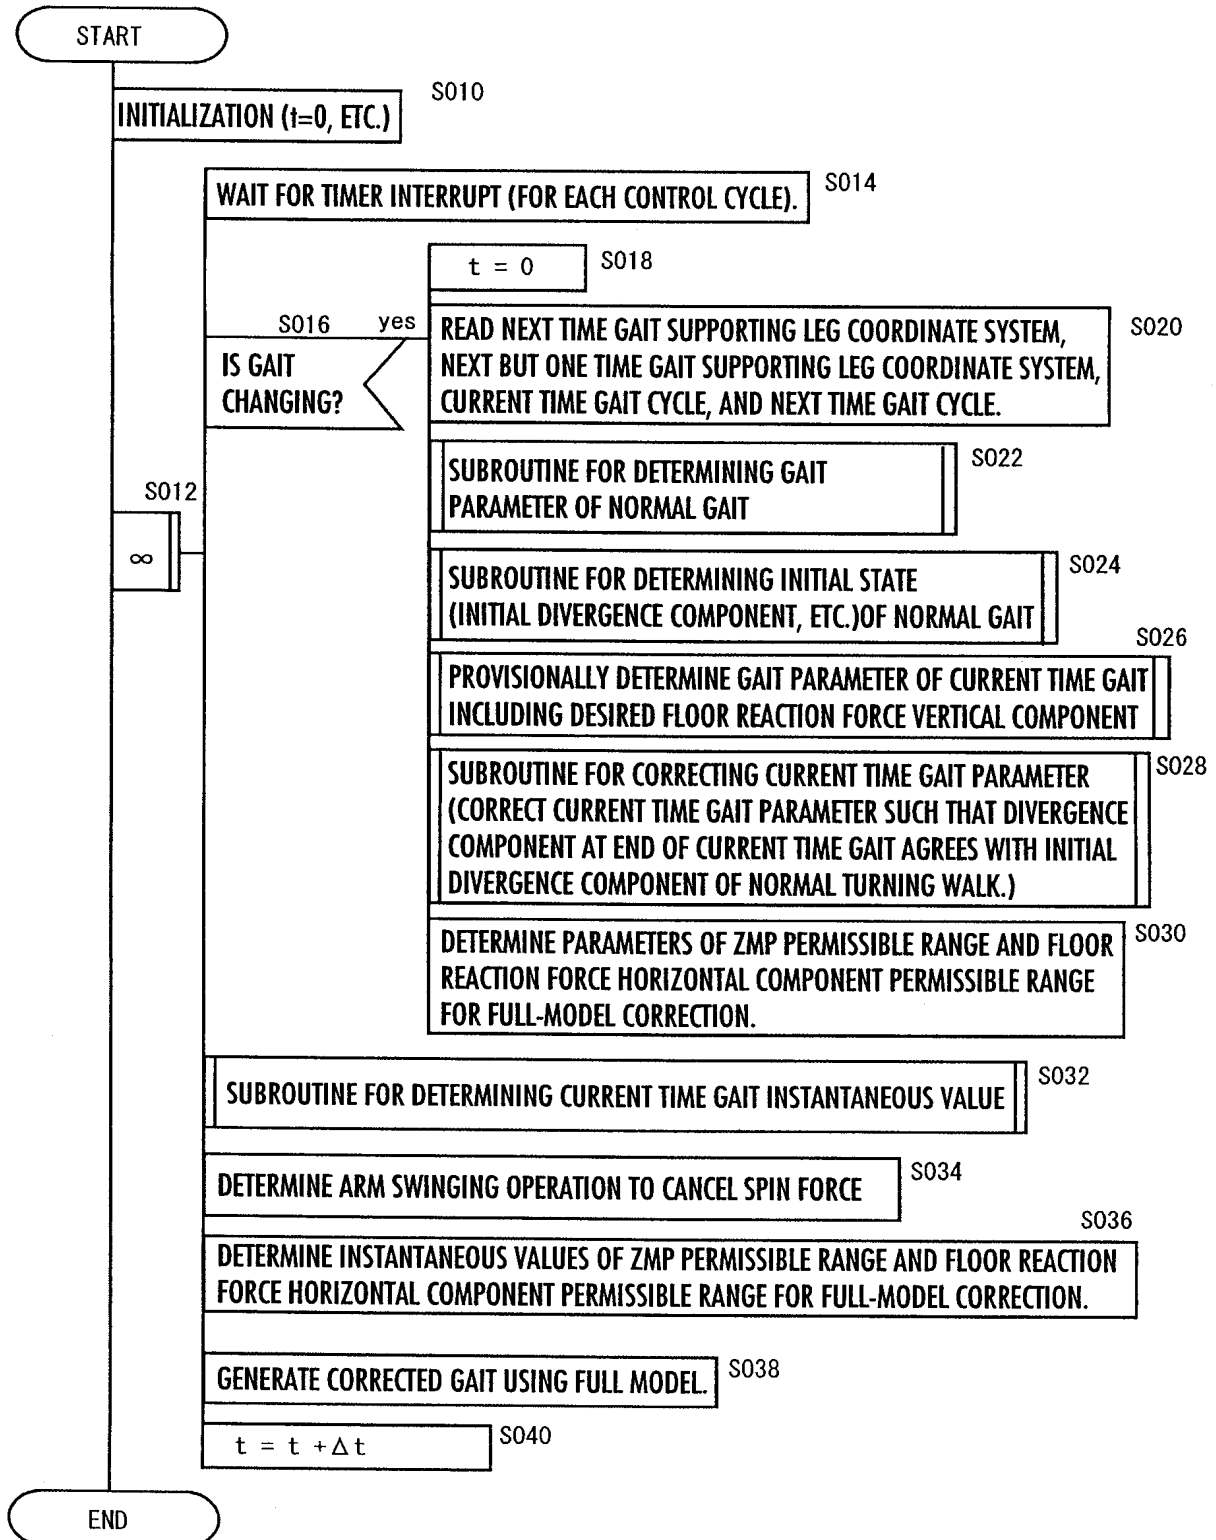 START
S010
INITIALIZATION (t=0, ETC.)
S014
WAIT FOR TIMER INTERRUPT (FOR EACH CONTROL CYCLE).
t = 0
S018
S016
yes
IS GAIT
CHANGING?
READ NEXT TIME GAIT SUPPORTING LEG COORDINATE SYSTEM,
NEXT BUT ONE TIME GAIT SUPPORTING LEG COORDINATE SYSTEM,
CURRENT TIME GAIT CYCLE, AND NEXT TIME GAIT CYCLE.
S020
SUBROUTINE FOR DETERMINING GAIT
PARAMETER OF NORMAL GAIT
S022
S012
∞
SUBROUTINE FOR DETERMINING INITIAL STATE
(INITIAL DIVERGENCE COMPONENT, ETC.)OF NORMAL GAIT
S024
S026
PROVISIONALLY DETERMINE GAIT PARAMETER OF CURRENT TIME GAIT
INCLUDING DESIRED FLOOR REACTION FORCE VERTICAL COMPONENT
S028
SUBROUTINE FOR CORRECTING CURRENT TIME GAIT PARAMETER
(CORRECT CURRENT TIME GAIT PARAMETER SUCH THAT DIVERGENCE
COMPONENT AT END OF CURRENT TIME GAIT AGREES WITH INITIAL
DIVERGENCE COMPONENT OF NORMAL TURNING WALK.)
S030
DETERMINE PARAMETERS OF ZMP PERMISSIBLE RANGE AND FLOOR
REACTION FORCE HORIZONTAL COMPONENT PERMISSIBLE RANGE
FOR FULL-MODEL CORRECTION.
S032
SUBROUTINE FOR DETERMINING CURRENT TIME GAIT INSTANTANEOUS VALUE
S034
DETERMINE ARM SWINGING OPERATION TO CANCEL SPIN FORCE
S036
DETERMINE INSTANTANEOUS VALUES OF ZMP PERMISSIBLE RANGE AND FLOOR REACTION
FORCE HORIZONTAL COMPONENT PERMISSIBLE RANGE FOR FULL-MODEL CORRECTION.
S038
GENERATE CORRECTED GAIT USING FULL MODEL.
S040
t = t +Δt
END